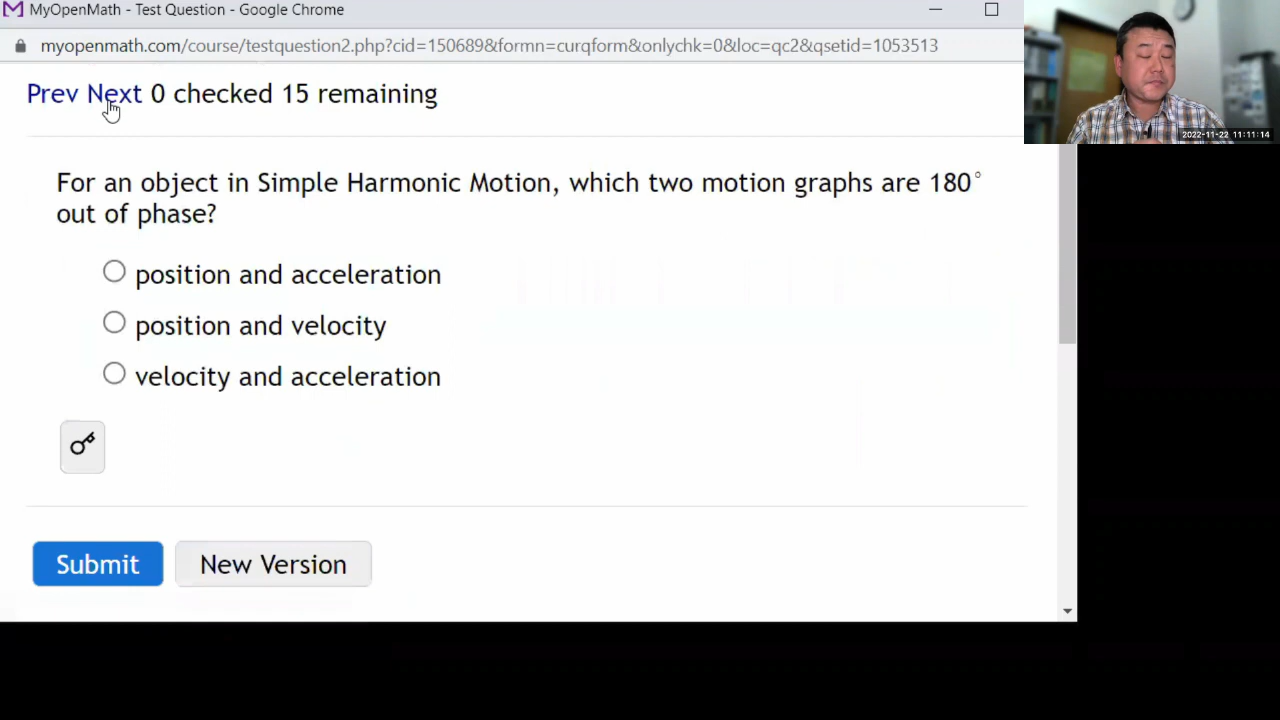 MyOpenMath - Test Question - Google Chrome
myopenmath.com/course/testquestion2.php?cid=150689&formn=curqform&onlychk=0&loc=qc2&qsetid=1053513
Prev Next 0 checked 15 remaining
2022-11-22 11:11:14
For an object in Simple Harmonic Motion, which two motion graphs are 180°
out of phase?
position and acceleration
position and velocity
velocity and acceleration
Submit New Version